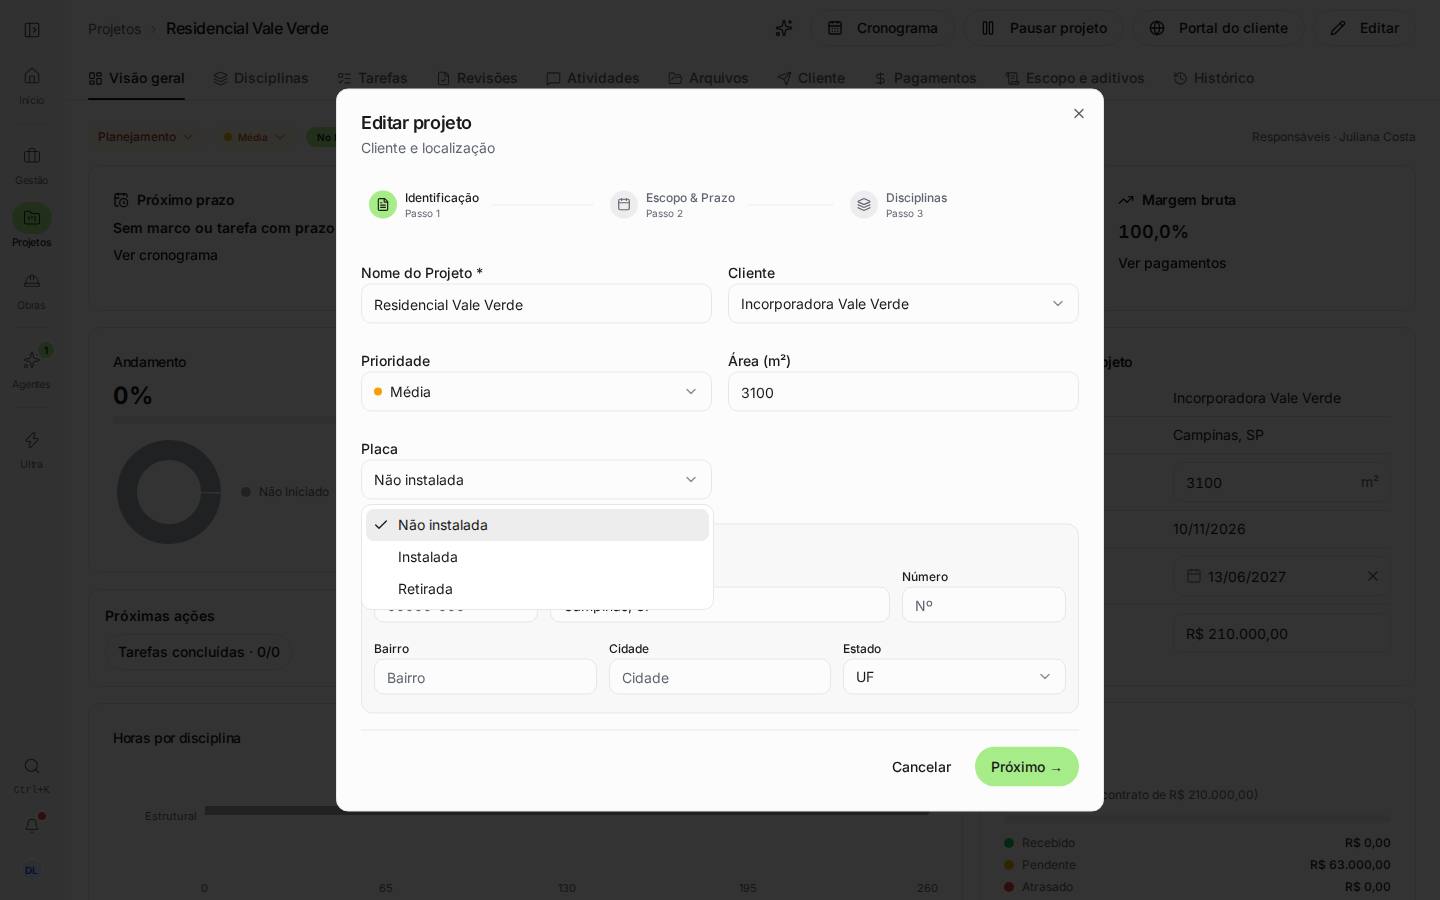 Projetos
Residencial Vale Verde
Cronograma
Pausar projeto
Portal do cliente
Editar
Visão geral
Disciplinas
Tarefas
Revisões
Atividades
Arquivos
Cliente
Pagamentos
Escopo e aditivos
Histórico
Início
Gestão
Projetos
Obras
1
Agentes
Ultra
Ctrl+K
DL
Planejamento
Média
Responsáveis · Juliana Costa
Próximo prazo
Sem marco ou tarefa com prazo
Ver cronograma
Margem bruta
100,0%
Ver pagamentos
Andamento
0%
Não Iniciado
Incorporadora Vale Verde
Campinas, SP
3100 m²
10/11/2026
13/06/2027
R$ 210.000,00
Próximas ações
Tarefas concluídas · 0/0
Horas por disciplina
Estrutural
0 65 130 195 260
contrato de R$ 210.000,00)
Recebido R$ 0,00
Pendente R$ 63.000,00
Atrasado R$ 0,00
Editar projeto
Cliente e localização
Identificação
Passo 1
Escopo & Prazo
Passo 2
Disciplinas
Passo 3
Nome do Projeto *
Residencial Vale Verde
Cliente
Incorporadora Vale Verde
Prioridade
Média
Área (m²)
3100
Placa
Não instalada
Não instalada
Instalada
Retirada
Número
Nº
Bairro
Bairro
Cidade
Cidade
Estado
UF
Cancelar
Próximo →